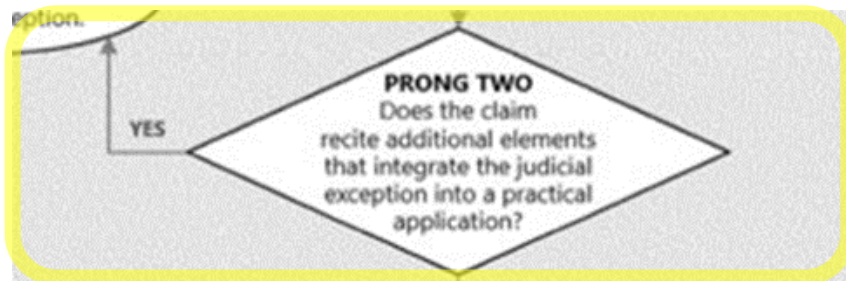 eption.
PRONG TWO
Does the claim
YES
recite additional elements
that integrate the judicial
exception into a practical
application?